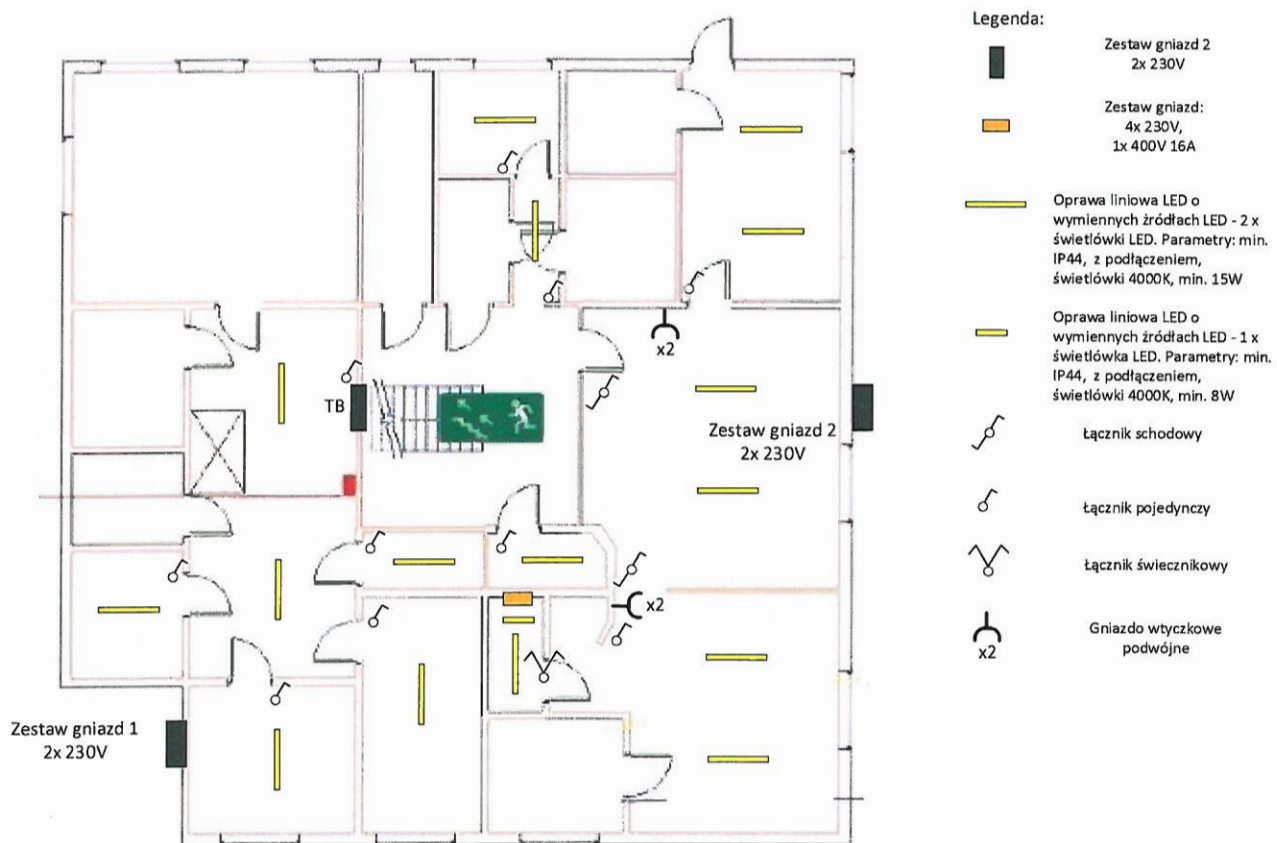 Legenda:
Zestaw gniazd 2
2x 230V
Zestaw gniazd:
4x 230V,
1x 400V 16A
Oprawa liniowa LED o
wymiennych źródłach LED - 2 x
świetlówki LED. Parametry: min.
IP44, z podłączeniem,
świetlówki 4000K, min. 15W
Oprawa liniowa LED o
wymiennych źródłach LED - 1 x
świetlówka LED. Parametry: min.
IP44, z podłączeniem,
świetlówki 4000K, min. 8W
Łącznik schodowy
Łącznik pojedynczy
Łącznik świecznikowy
x2
Gniazdo wtyczkowe
podwójne
x2
TB
Zestaw gniazd 2
2x 230V
x2
Zestaw gniazd 1
2x 230V